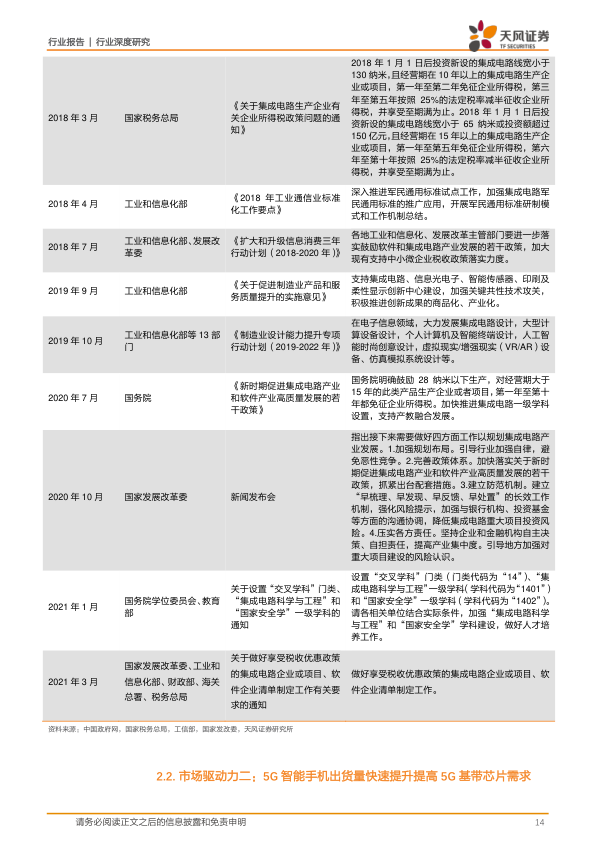 行业报告 | 行业深度研究
天风证券
TF SECURITIES
2018 年 3 月
国家税务总局
《关于集成电路生产企业有
关企业所得税政策问题的通
知》
2018 年 1 月 1 日后投资新设的集成电路线宽小于
130 纳米,且经营期在 10 年以上的集成电路生产企
业或项目，第一年至第二年免征企业所得税，第三
年至第五年按照 25%的法定税率减半征收企业所
得税，并享受至期满为止。2018 年 1 月 1 日后投
资新设的集成电路线宽小于 65 纳米或投资额超过
150 亿元,且经营期在 15 年以上的集成电路生产企
业或项目，第一年至第五年免征企业所得税，第六
年至第十年按照 25%的法定税率减半征收企业所
得税，并享受至期满为止。
2018 年 4 月
工业和信息化部
《2018 年工业通信业标准
化工作要点》
深入推进军民通用标准试点工作，加强集成电路军
民通用标准的推广应用，开展军民通用标准研制模
式和工作机制总结。
2018 年 7 月
工业和信息化部、发展改
革委
《扩大和升级信息消费三年
行动计划（2018-2020 年）》
各地工业和信息化、发展改革主管部门要进一步落
实鼓励软件和集成电路产业发展的若干政策，加大
现有支持中小微企业税收政策落实力度。
2019 年 9 月
工业和信息化部
《关于促进制造业产品和服
务质量提升的实施意见》
支持集成电路、信息光电子、智能传感器、印刷及
柔性显示创新中心建设，加强关键共性技术攻关，
积极推进创新成果的商品化、产业化。
2019 年 10 月
工业和信息化部等 13 部
门
《制造业设计能力提升专项
行动计划（2019-2022 年）》
在电子信息领域，大力发展集成电路设计，大型计
算设备设计，个人计算机及智能终端设计，人工智
能时尚创意设计，虚拟现实/增强现实（VR/AR）设
备、仿真模拟系统设计等。
2020 年 7 月
国务院
《新时期促进集成电路产业
和软件产业高质量发展的若
干政策》
国务院明确鼓励 28 纳米以下生产，对经营期大于
15 年的此类产品生产企业或者项目，第一年至第十
年都免征企业所得税。加快推进集成电路一级学科
设置，支持产教融合发展。
2020 年 10 月
国家发展改革委
新闻发布会
指出接下来需要做好四方面工作以规划集成电路产
业发展。1.加强规划布局。引导行业加强自律，避
免恶性竞争。2.完善政策体系。加快落实关于新时
期促进集成电路产业和软件产业高质量发展的若干
政策，抓紧出台配套措施。3.建立防范机制。建立
“早梳理、早发现、早反馈、早处置”的长效工作
机制，强化风险提示，加强与银行机构、投资基金
等方面的沟通协调，降低集成电路重大项目投资风
险。4.压实各方责任。坚持企业和金融机构自主决
策、自担责任，提高产业集中度。引导地方加强对
重大项目建设的风险认识。
2021 年 1 月
国务院学位委员会、教育
部
关于设置“交叉学科”门类、
“集成电路科学与工程”和
“国家安全学”一级学科的
通知
设置“交叉学科”门类（门类代码为“14”）、“集
成电路科学与工程”一级学科（学科代码为“1401”）
和“国家安全学”一级学科（学科代码为“1402”）。
请各相关单位结合实际条件，加强“集成电路科学
与工程”和“国家安全学”学科建设，做好人才培
养工作。
2021 年 3 月
国家发展改革委、工业和
信息化部、财政部、海关
总署、税务总局
关于做好享受税收优惠政策
的集成电路企业或项目、软
件企业清单制定工作有关要
求的通知
做好享受税收优惠政策的集成电路企业或项目、软
件企业清单制定工作。
资料来源：中国政府网，国家税务总局，工信部，国家发改委，天风证券研究所
2.2. 市场驱动力二：5G 智能手机出货量快速提升提高 5G 基带芯片需求
请务必阅读正文之后的信息披露和免责申明
14